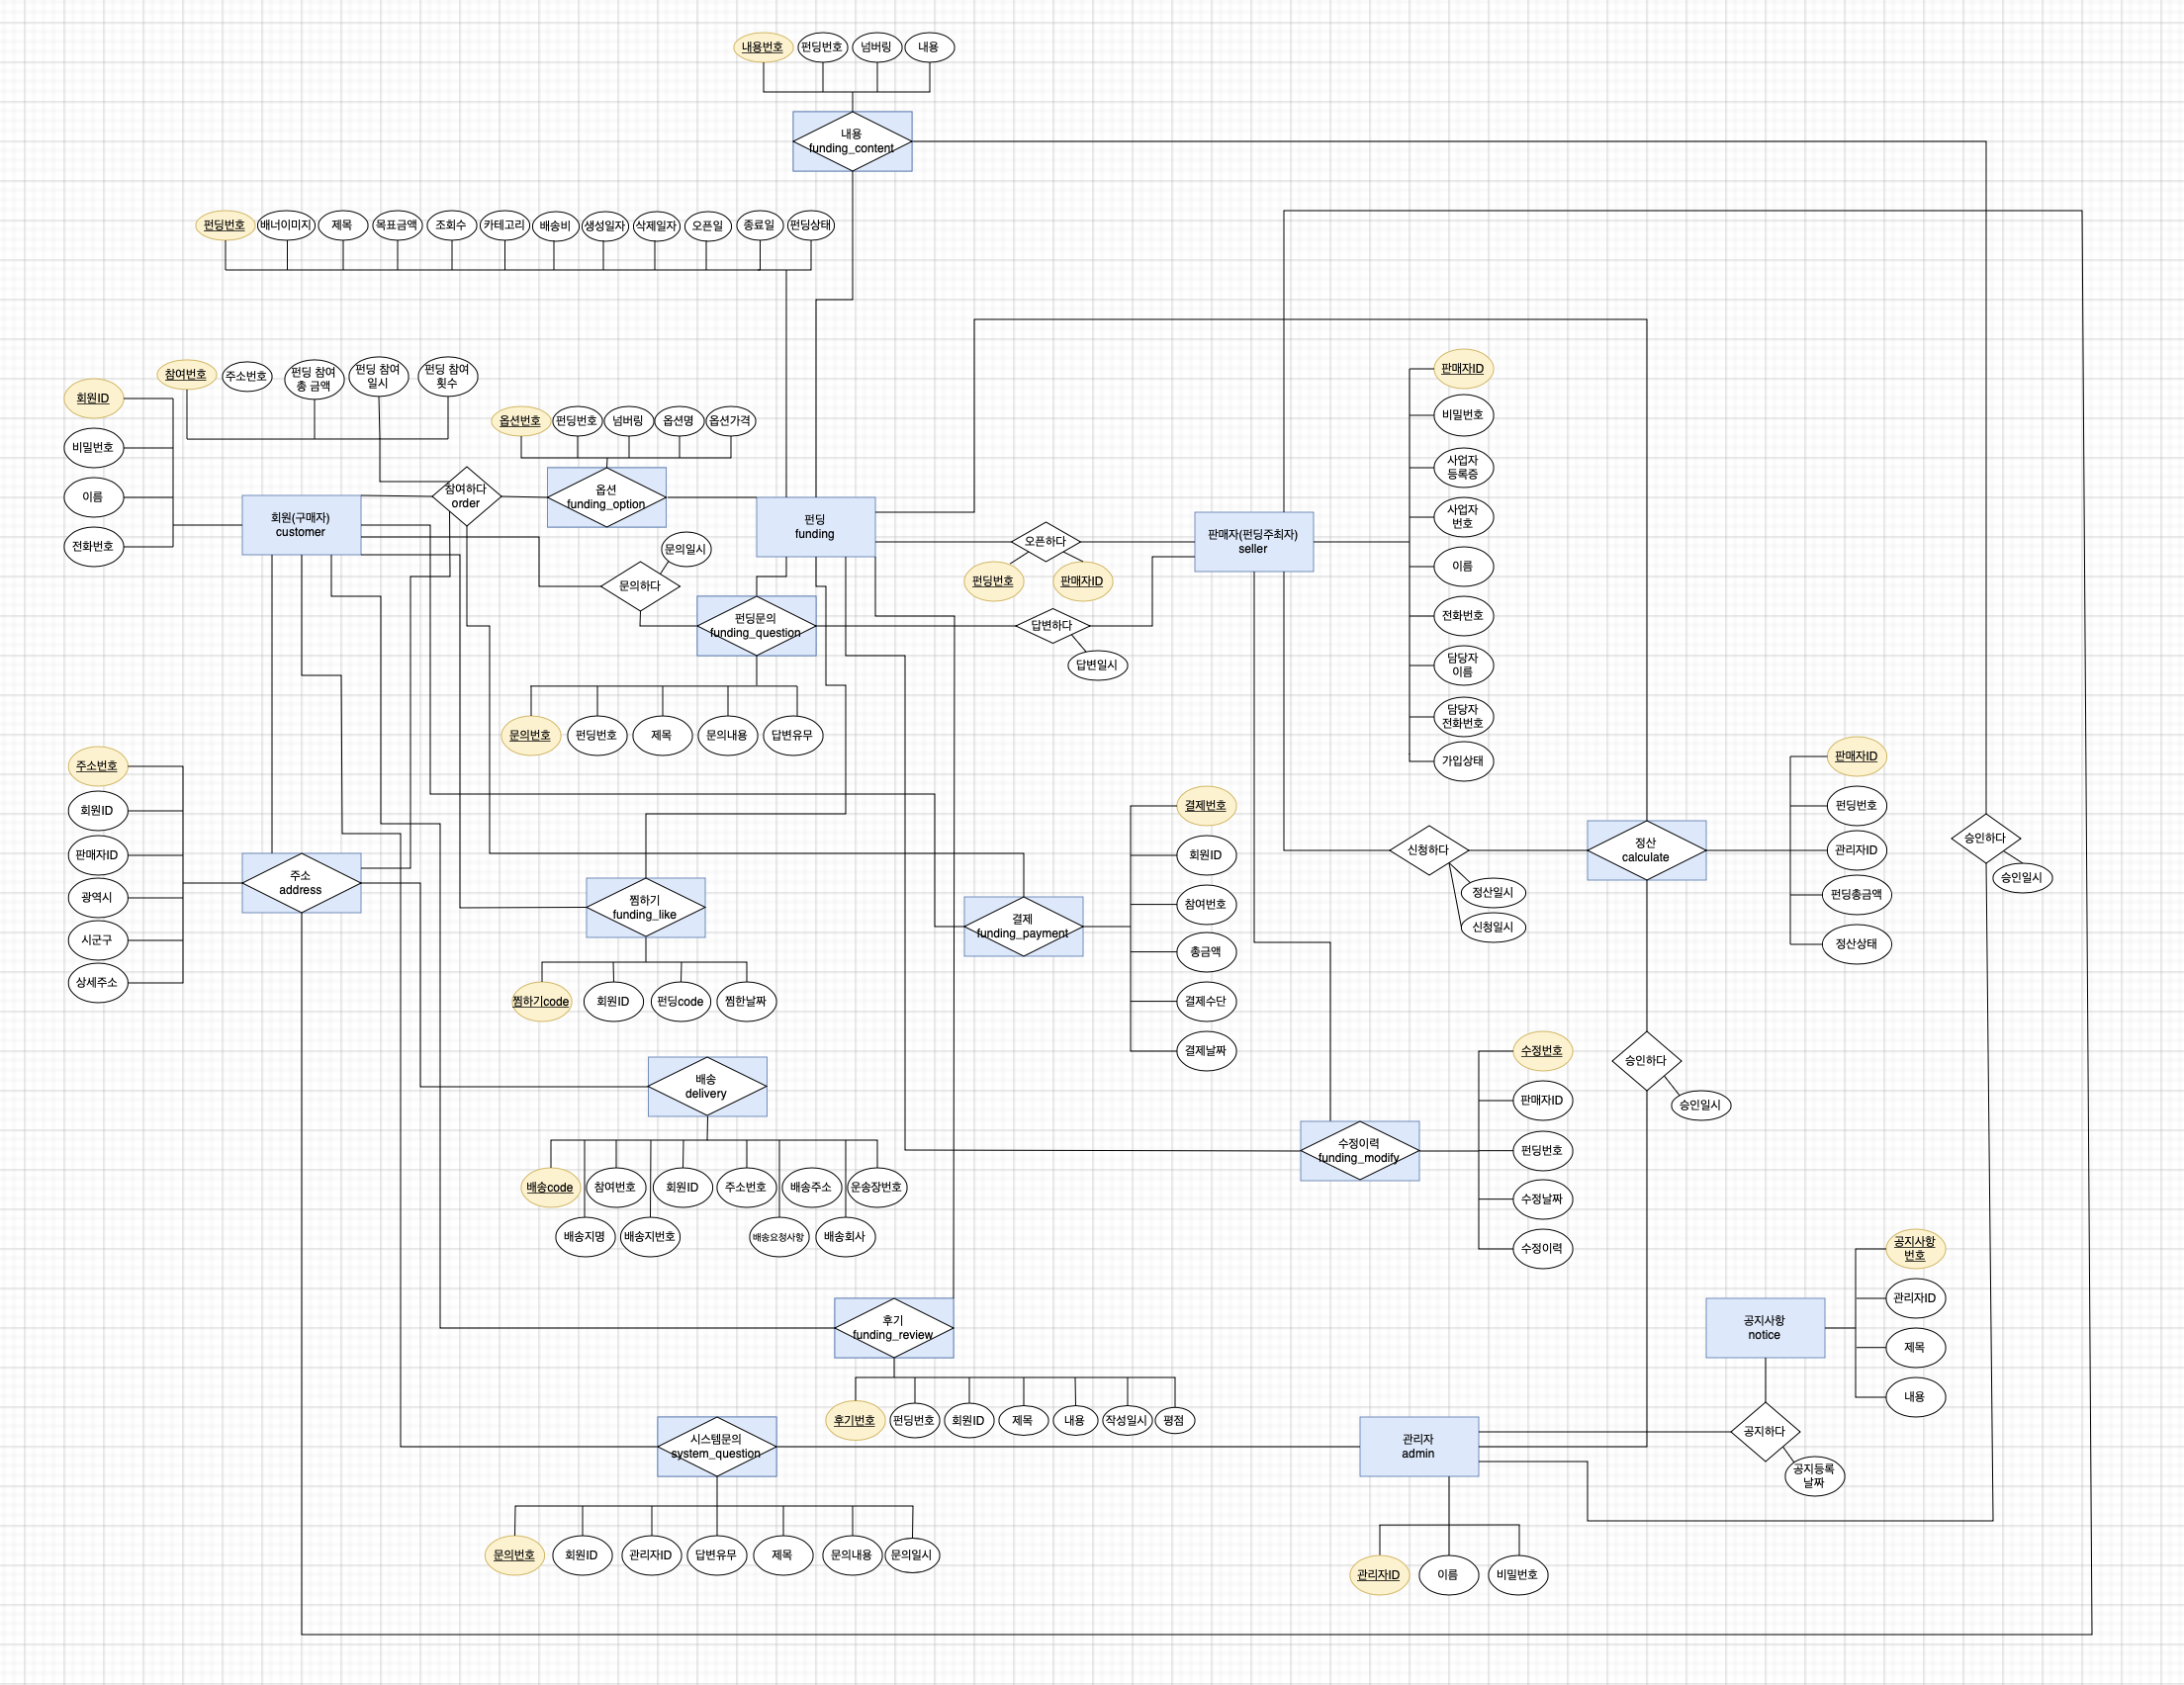 내용번호
펀딩번호
넘버링
내용
내용
funding_content
펀딩번호
배너이미지
제목
목표금액
조회수
카테고리
배송비
생성일자
삭제일자
오픈일
종료일
펀딩상태
참여번호
주소번호
펀딩 참여
총 금액
펀딩 참여
일시
펀딩 참여
횟수
회원ID
비밀번호
이름
전화번호
옵션번호
펀딩번호
넘버링
옵션명
옵션가격
회원(구매자)
customer
참여하다
order
옵션
funding_option
펀딩
funding
오픈하다
펀딩번호
판매자ID
판매자(펀딩주최자)
seller
판매자ID
비밀번호
사업자
등록증
사업자
번호
이름
전화번호
담당자
이름
담당자
전화번호
가입상태
문의일시
문의하다
펀딩문의
funding_question
답변하다
답변일시
문의번호
펀딩번호
제목
문의내용
답변유무
주소번호
회원ID
판매자ID
광역시
시군구
상세주소
주소
address
찜하기
funding_like
찜하기code
회원ID
펀딩code
찜한날짜
결제
funding_payment
결제번호
회원ID
참여번호
총금액
결제수단
결제날짜
신청하다
정산일시
신청일시
정산
calculate
판매자ID
펀딩번호
관리자ID
펀딩총금액
정산상태
승인하다
승인일시
배송
delivery
배송code
참여번호
회원ID
주소번호
배송주소
운송장번호
배송지명
배송지번호
배송요청사항
배송회사
수정이력
funding_modify
수정번호
판매자ID
펀딩번호
수정날짜
수정이력
승인하다
승인일시
후기
funding_review
후기번호
펀딩번호
회원ID
제목
내용
작성일시
평점
공지사항
notice
공지사항
번호
관리자ID
제목
내용
공지하다
공지등록
날짜
시스템문의
system_question
문의번호
회원ID
관리자ID
답변유무
제목
문의내용
문의일시
관리자
admin
관리자ID
이름
비밀번호